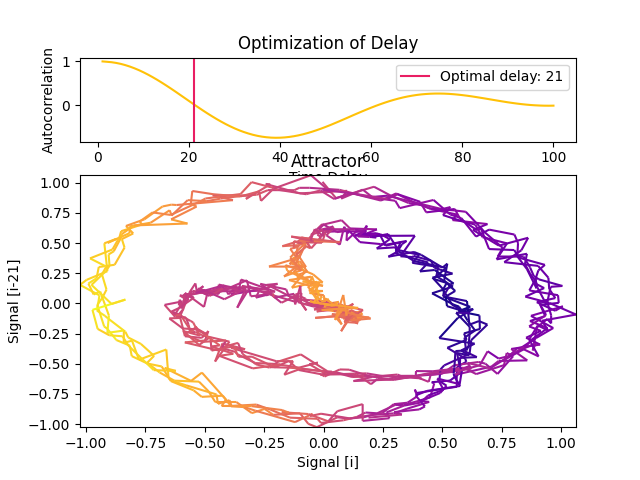 Optimization of Delay
Autocorrelation
1
0
Optimal delay: 21
0 20 40 60 80 100
Attractor
Signal [i-21]
1.00
0.75
0.50
0.25
0.00
−0.25
−0.50
−0.75
−1.00
−1.00 −0.75 −0.50 −0.25 0.00 0.25 0.50 0.75 1.00
Signal [i]